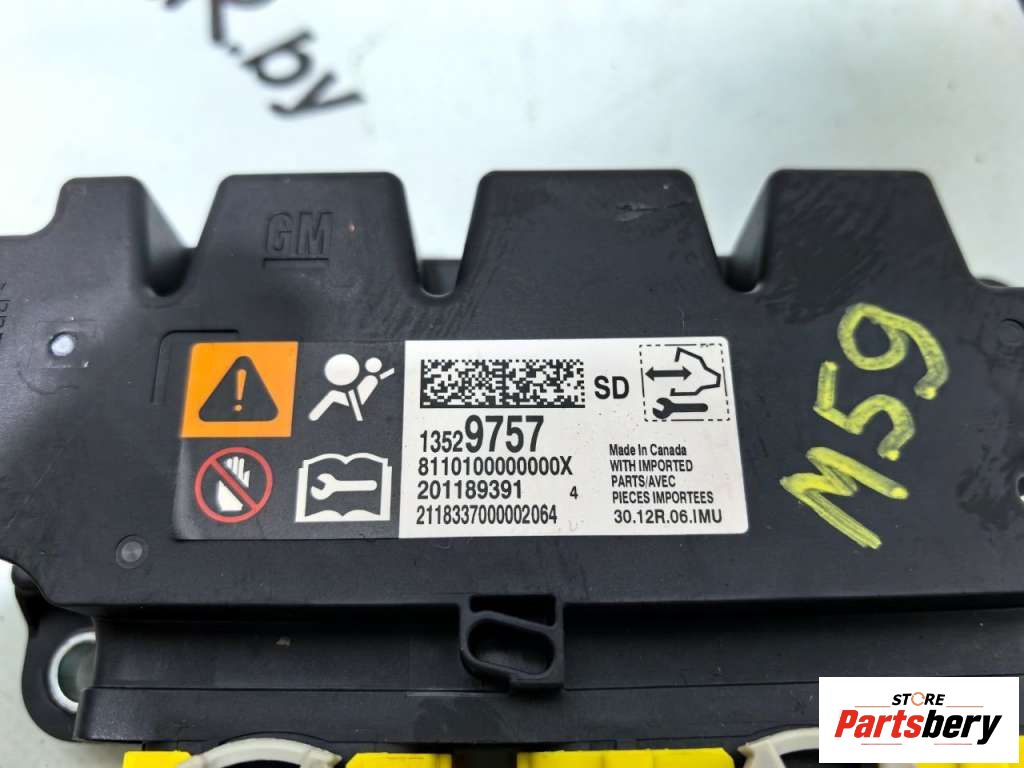 R.by
GM
SD
13529757
8110100000000X
201189391 4
2118337000002064
Made In Canada
WITH IMPORTED
PARTS/AVEC
PIECES IMPORTEES
30.12R.06.IMU
M59
STORE
Partsbery